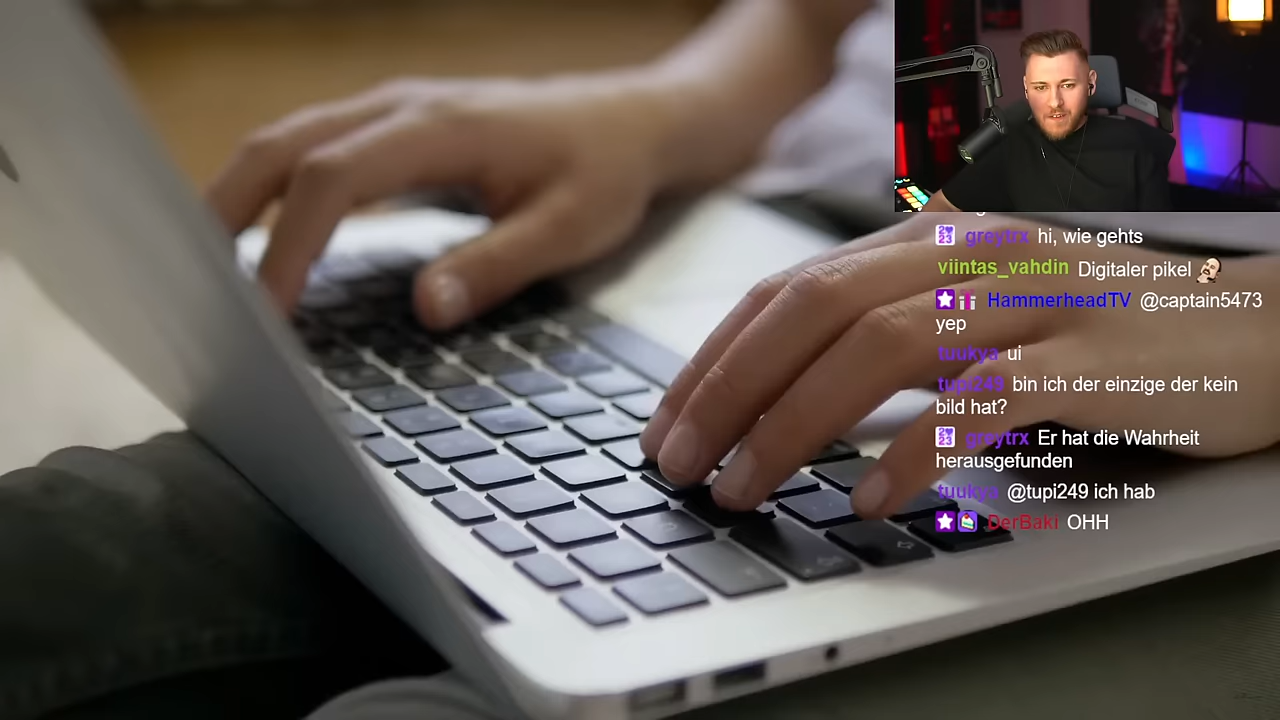 greytrx hi, wie gehts
viintas_vahdin Digitaler pikel
HammerheadTV @captain5473
yep
tuukya ui
tupi249 bin ich der einzige der kein
bild hat?
greytrx Er hat die Wahrheit
herausgefunden
tuukya @tupi249 ich hab
DerBaki OHH